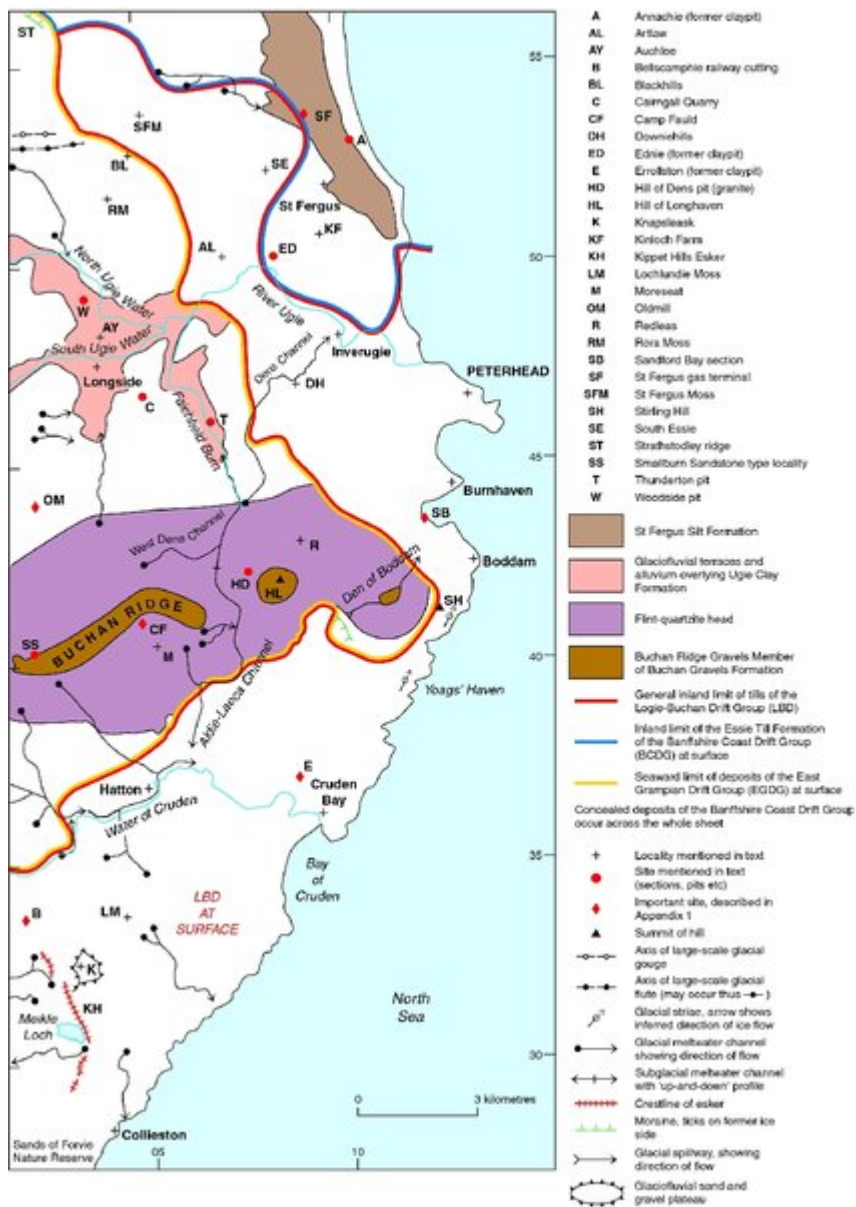 ST
SFM
SF
A
BL
SE
RM
St Fergus
KF
AL
ED
North Ugie Water
River Ugie
W
AY
South Ugie Water
Longside
Dens Channel
Inverugie
DH
PETERHEAD
C
T
Fairchfield Burn
OM
Burnhaven
SB
West Dens Channel
R
Boddam
HD
HL
Den of Boddam
SH
BUCHAN RIDGE
CF
SS
M
Yoags' Haven
Aldie-Laeca Channel
E
Cruden
Bay
Hatton
Water of Cruden
Bay
of
Cruden
B
LM
LBD
AT
SURFACE
K
KH
Meikle
Loch
North
Sea
0
3 kilometres
Collieston
Sands of Forvie
Nature Reserve
05
10
55
50
45
40
35
30
A Annachie (former claypit)
AL Artlaw
AY Auchlee
B Bellscamphie railway cutting
BL Blackhills
C Cairngall Quarry
CF Camp Fauld
DH Downiehills
ED Ednie (former claypit)
E Errollston (former claypit)
HD Hill of Dens pit (granite)
HL Hill of Longhaven
K Knapsleask
KF Kinloch Farm
KH Kippet Hills Esker
LM Lochlundie Moss
M Moreseat
OM Oldmill
R Redleas
RM Rora Moss
SB Sandford Bay section
SF St Fergus gas terminal
SFM St Fergus Moss
SH Stirling Hill
SE South Essie
ST Strathstodley ridge
SS Smallburn Sandstone type locality
T Thunderton pit
W Woodside pit
St Fergus Silt Formation
Glaciofluvial terraces and
alluvium overlying Ugie Clay
Formation
Flint-quartzite head
Buchan Ridge Gravels Member
of Buchan Gravels Formation
General inland limit of tills of the
Logie-Buchan Drift Group (LBD)
Inland limit of the Essie Till Formation
of the Banffshire Coast Drift Group
(BCDG) at surface
Seaward limit of deposits of the East
Grampian Drift Group (EGDG) at surface
Concealed deposits of the Banffshire Coast Drift Group
occur across the whole sheet
Locality mentioned in text
Site mentioned in text
(sections, pits etc)
Important site, described in
Appendix 1
Summit of hill
Axis of large-scale glacial
gouge
Axis of large-scale glacial
flute (may occur thus)
Glacial striae, arrow shows
inferred direction of ice flow
Glacial meltwater channel
showing direction of flow
Subglacial meltwater channel
with 'up-and-down' profile
Crestline of esker
Moraine, ticks on former ice
side
Glacial spillway, showing
direction of flow
Glaciofluvial sand and
gravel plateau